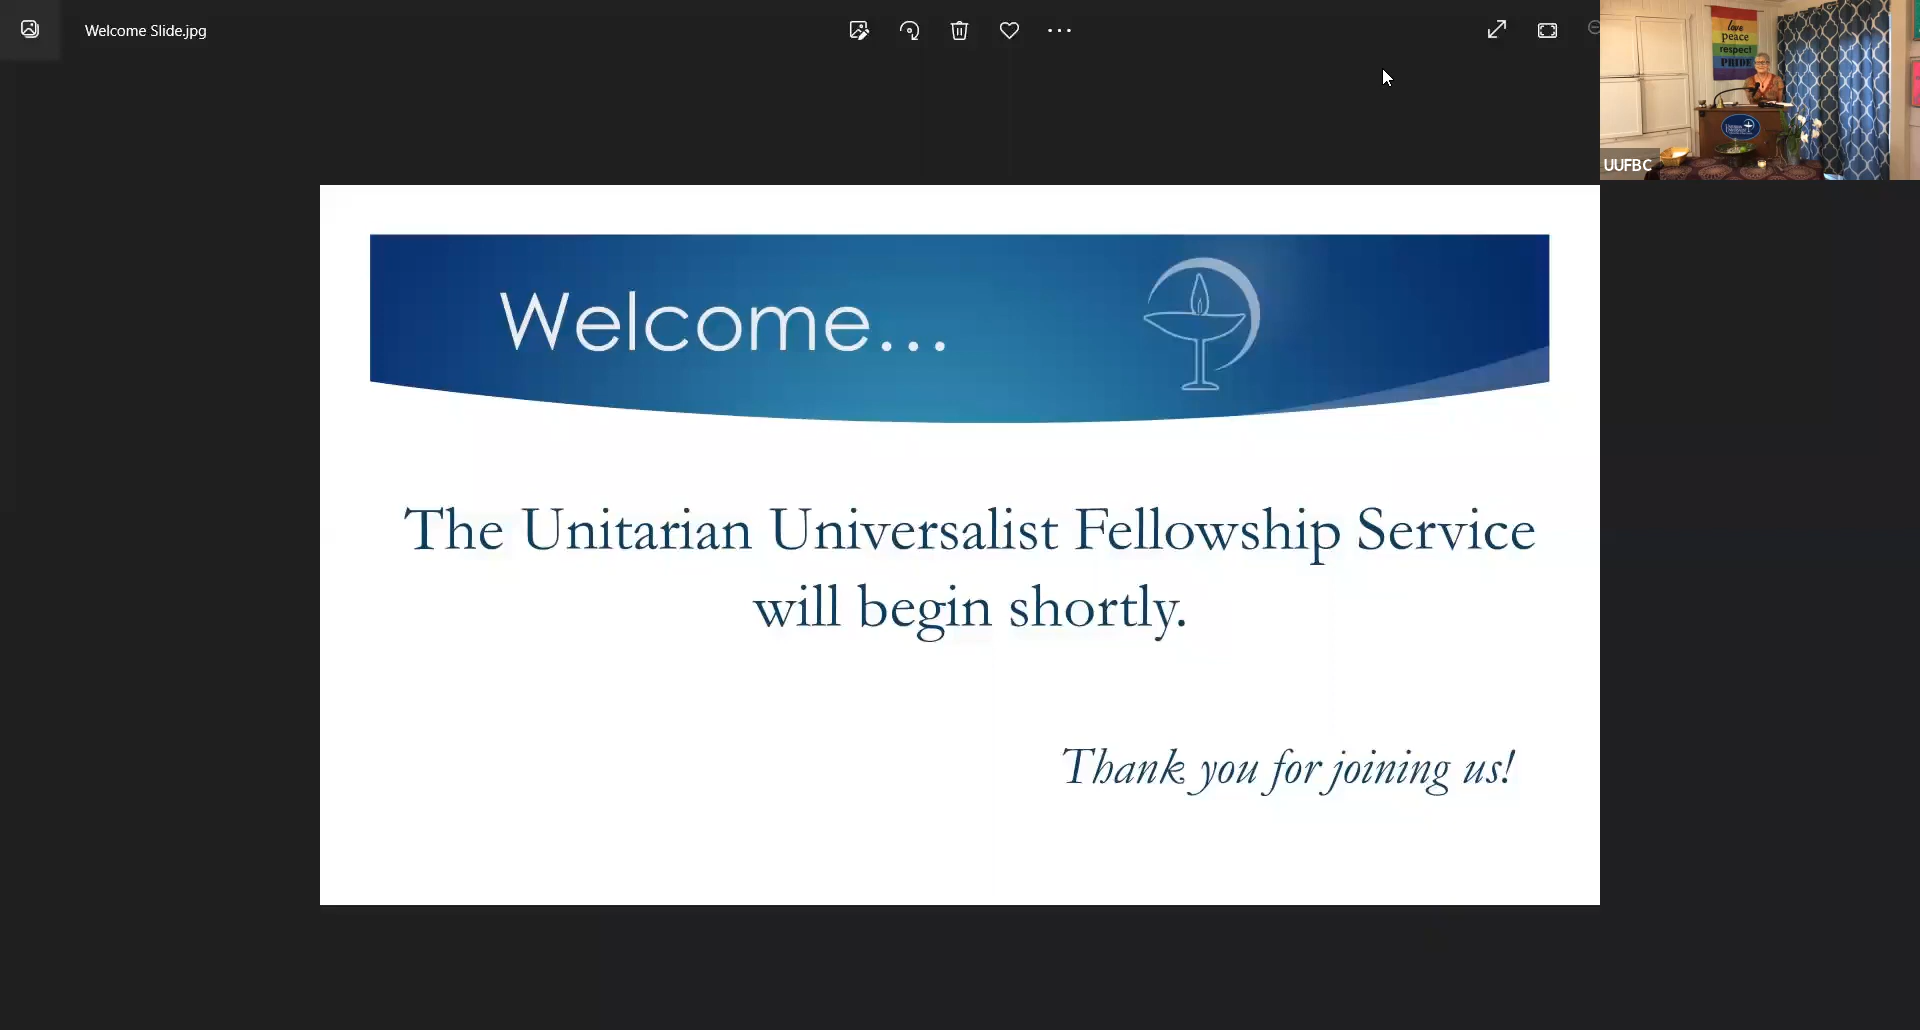 Welcome Slide.jpg
love
peace
respect
PRIDE
UUFBC
Welcome...
The Unitarian Universalist Fellowship Service
will begin shortly.
Thank you for joining us!